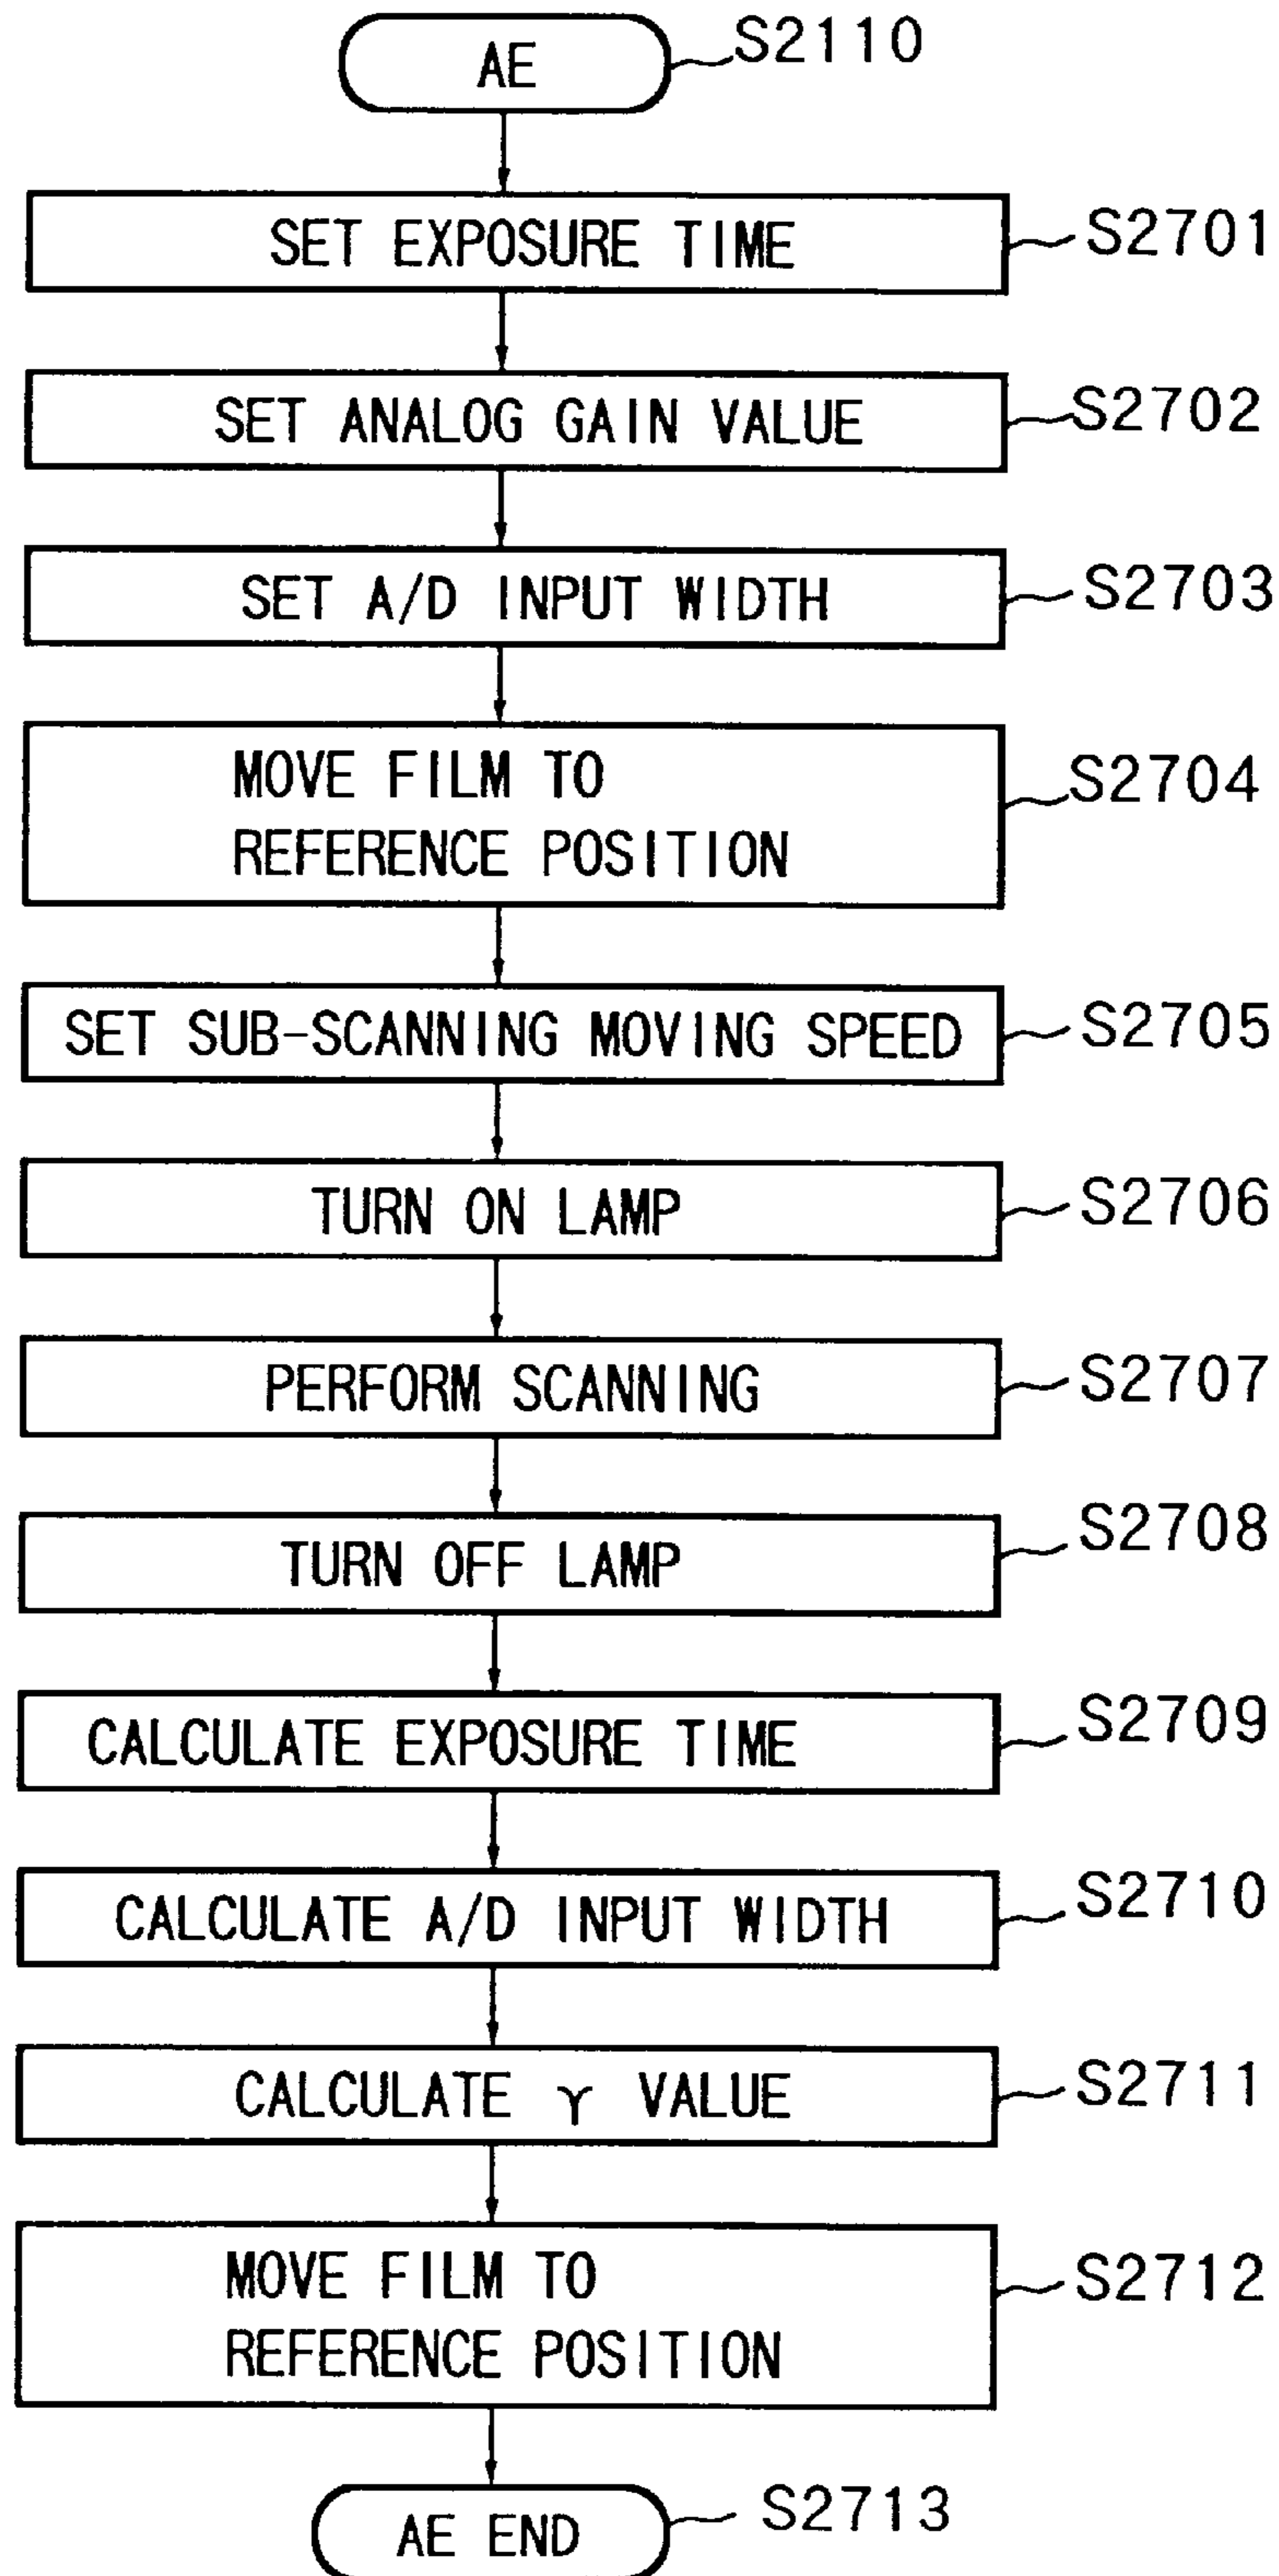 AE S2110
SET EXPOSURE TIME S2701
SET ANALOG GAIN VALUE S2702
SET A/D INPUT WIDTH S2703
MOVE FILM TO
REFERENCE POSITION S2704
SET SUB-SCANNING MOVING SPEED S2705
TURN ON LAMP S2706
PERFORM SCANNING S2707
TURN OFF LAMP S2708
CALCULATE EXPOSURE TIME S2709
CALCULATE A/D INPUT WIDTH S2710
CALCULATE γ VALUE S2711
MOVE FILM TO
REFERENCE POSITION S2712
AE END S2713